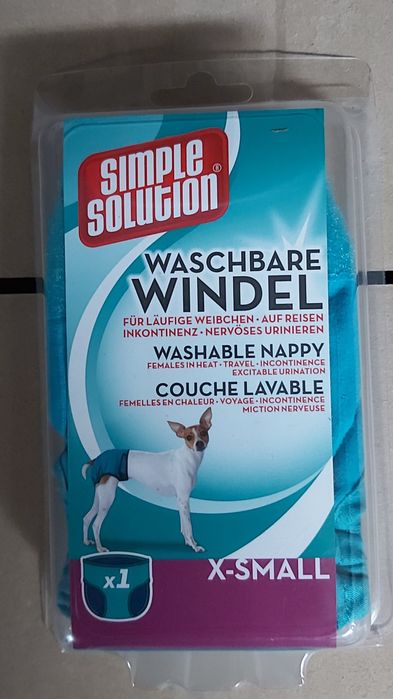 SIMPLE
SOLUTION®
WASCHBARE
WINDEL
FÜR LÄUFIGE WEIBCHEN · AUF REISEN
INKONTINENZ · NERVÖSES URINIEREN
WASHABLE NAPPY
FEMALES IN HEAT · TRAVEL · INCONTINENCE
EXCITABLE URINATION
COUCHE LAVABLE
FEMELLES EN CHALEUR · VOYAGE · INCONTINENCE
MICTION NERVEUSE
x1
X-SMALL